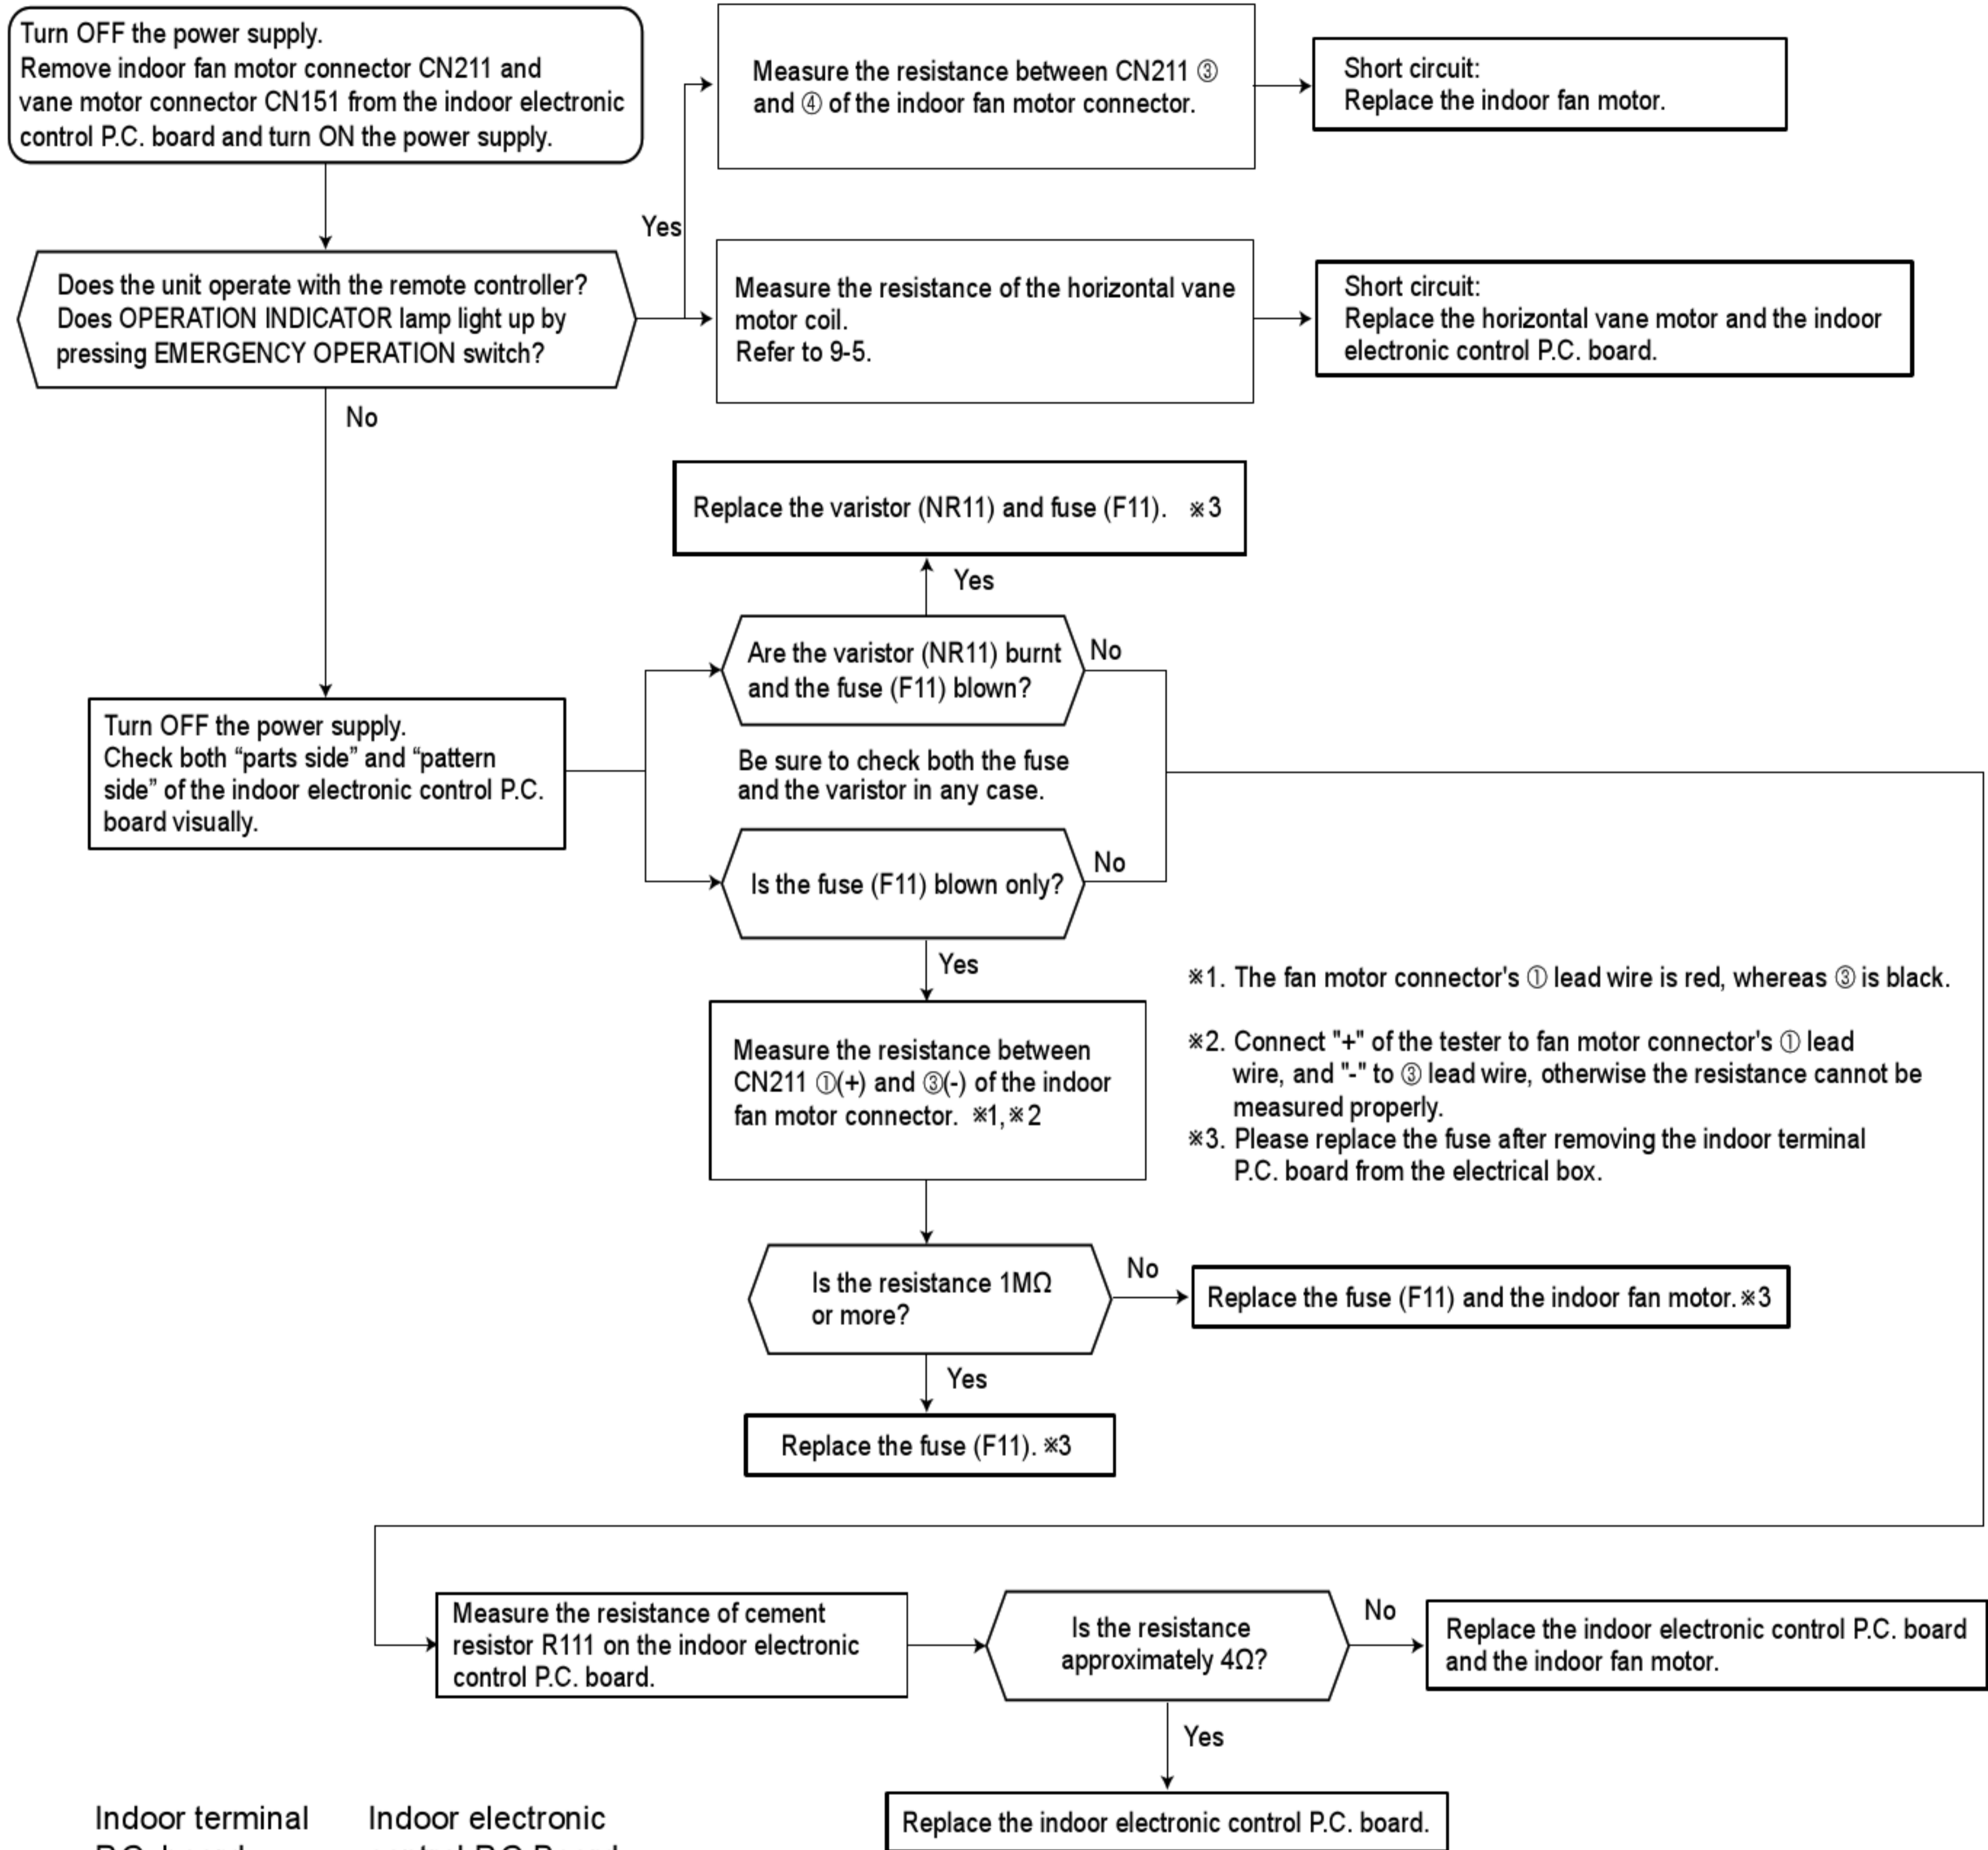 Turn OFF the power supply.
Remove indoor fan motor connector CN211 and
vane motor connector CN151 from the indoor electronic
control P.C. board and turn ON the power supply.
Measure the resistance between CN211 ③
and ④ of the indoor fan motor connector.
Short circuit:
Replace the indoor fan motor.
Yes
Does the unit operate with the remote controller?
Does OPERATION INDICATOR lamp light up by
pressing EMERGENCY OPERATION switch?
Measure the resistance of the horizontal vane
motor coil.
Refer to 9-5.
Short circuit:
Replace the horizontal vane motor and the indoor
electronic control P.C. board.
No
Replace the varistor (NR11) and fuse (F11). ※3
Yes
Are the varistor (NR11) burnt
and the fuse (F11) blown?
No
Turn OFF the power supply.
Check both “parts side” and “pattern
side” of the indoor electronic control P.C.
board visually.
Be sure to check both the fuse
and the varistor in any case.
Is the fuse (F11) blown only?
No
Yes
Measure the resistance between
CN211 ①(+) and ③(-) of the indoor
fan motor connector. ※1,※2
※1. The fan motor connector's ① lead wire is red, whereas ③ is black.
※2. Connect "+" of the tester to fan motor connector's ① lead
wire, and "-" to ③ lead wire, otherwise the resistance cannot be
measured properly.
※3. Please replace the fuse after removing the indoor terminal
P.C. board from the electrical box.
Is the resistance 1MΩ
or more?
No
Replace the fuse (F11) and the indoor fan motor.※3
Yes
Replace the fuse (F11). ※3
Measure the resistance of cement
resistor R111 on the indoor electronic
control P.C. board.
Is the resistance
approximately 4Ω?
No
Replace the indoor electronic control P.C. board
and the indoor fan motor.
Yes
Replace the indoor electronic control P.C. board.
Indoor terminal
Indoor electronic